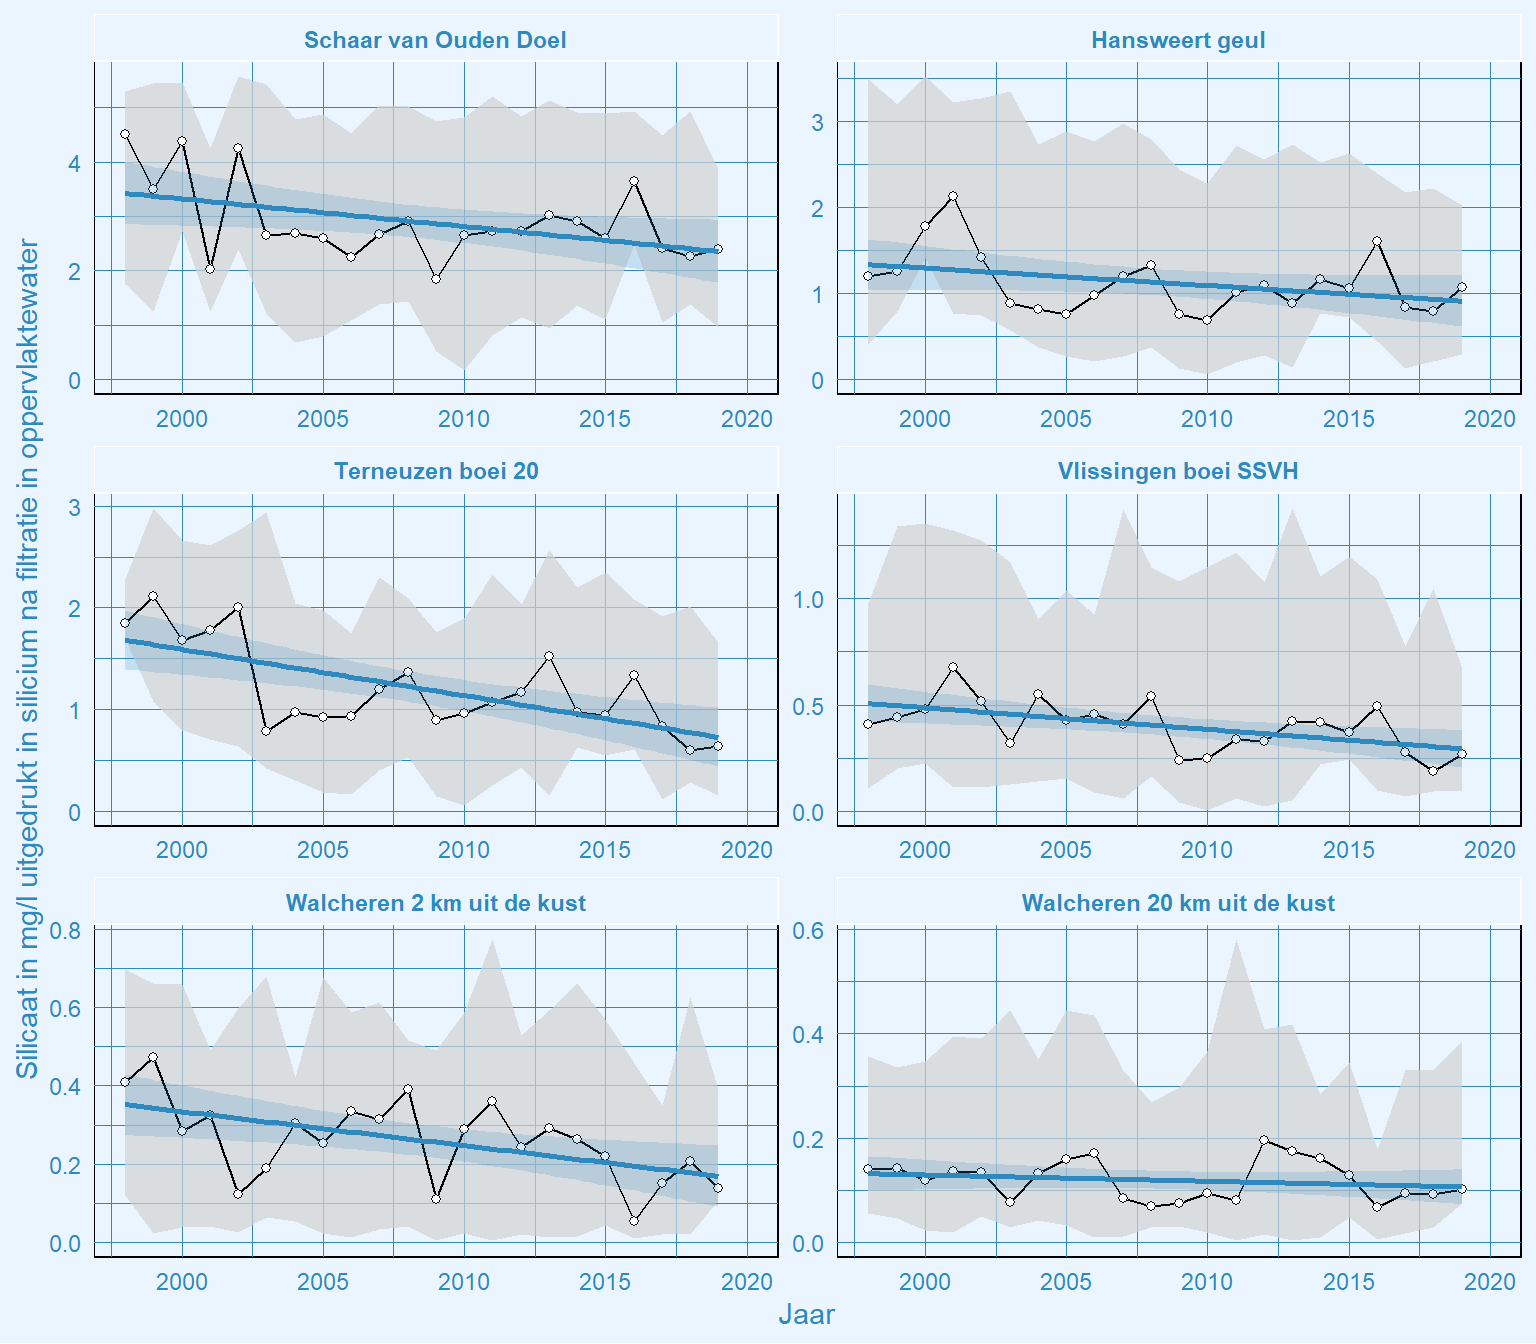 Silicaat in mg/l uitgedrukt in silicium na filtratie in oppervlaktewater
Schaar van Ouden Doel
4
2
0
2000 2005 2010 2015 2020
Hansweert geul
3
2
1
0
2000 2005 2010 2015 2020
Terneuzen boei 20
3
2
1
0
2000 2005 2010 2015 2020
Vlissingen boei SSVH
1.0
0.5
0.0
2000 2005 2010 2015 2020
Walcheren 2 km uit de kust
0.8
0.6
0.4
0.2
0.0
2000 2005 2010 2015 2020
Walcheren 20 km uit de kust
0.6
0.4
0.2
0.0
2000 2005 2010 2015 2020
Jaar